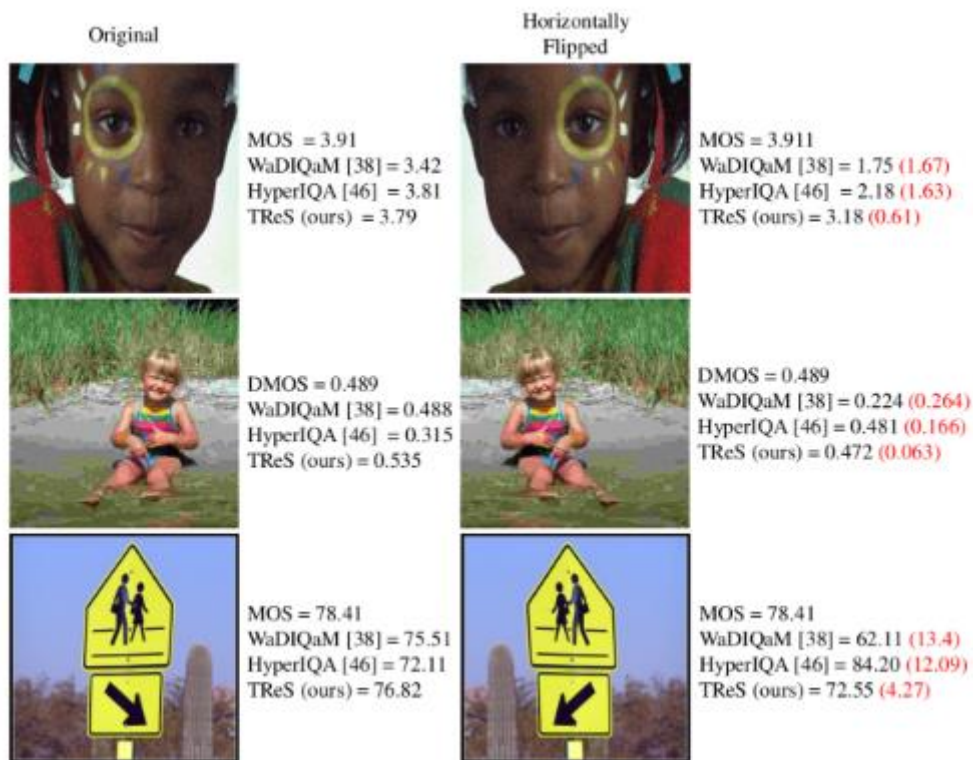 Original
Horizontally
Flipped
MOS = 3.91
WaDIQaM [38] = 3.42
HyperIQA [46] = 3.81
TReS (ours) = 3.79
MOS = 3.911
WaDIQaM [38] = 1.75 (1.67)
HyperIQA [46] = 2.18 (1.63)
TReS (ours) = 3.18 (0.61)
DMOS = 0.489
WaDIQaM [38] = 0.488
HyperIQA [46] = 0.315
TReS (ours) = 0.535
DMOS = 0.489
WaDIQaM [38] = 0.224 (0.264)
HyperIQA [46] = 0.481 (0.166)
TReS (ours) = 0.472 (0.063)
MOS = 78.41
WaDIQaM [38] = 75.51
HyperIQA [46] = 72.11
TReS (ours) = 76.82
MOS = 78.41
WaDIQaM [38] = 62.11 (13.4)
HyperIQA [46] = 84.20 (12.09)
TReS (ours) = 72.55 (4.27)